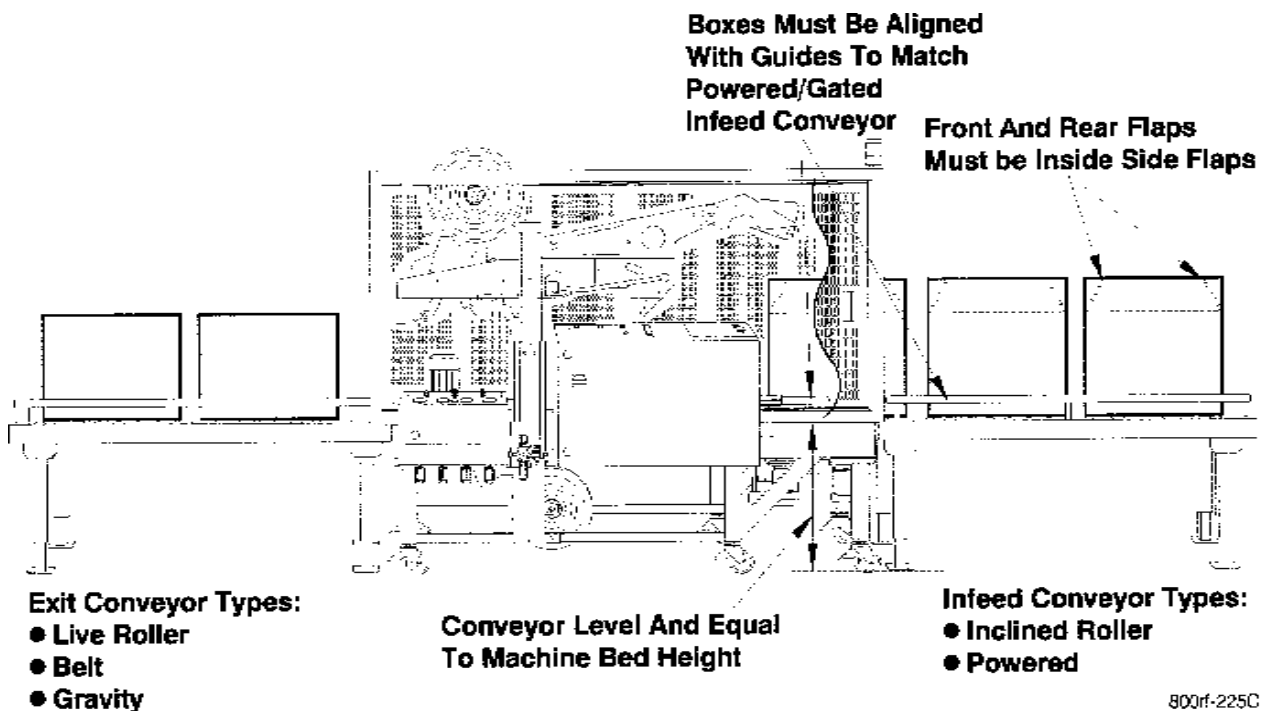 Boxes Must Be Aligned
With Guides To Match
Powered/Gated
Infeed Conveyor
Front And Rear Flaps
Must be Inside Side Flaps
Exit Conveyor Types:
● Live Roller
● Belt
● Gravity
Conveyor Level And Equal
To Machine Bed Height
Infeed Conveyor Types:
● Inclined Roller
● Powered
800rf-225C